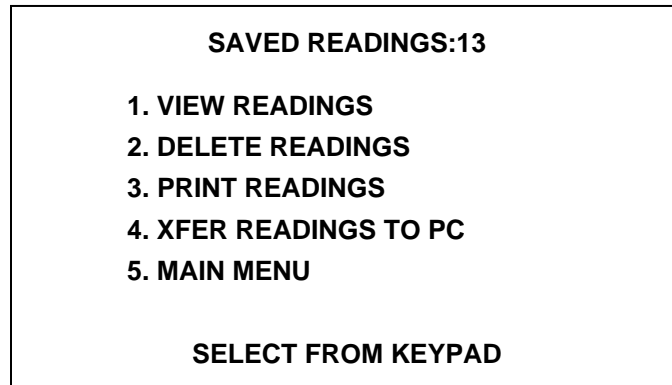 SAVED READINGS:13
1. VIEW READINGS
2. DELETE READINGS
3. PRINT READINGS
4. XFER READINGS TO PC
5. MAIN MENU
SELECT FROM KEYPAD